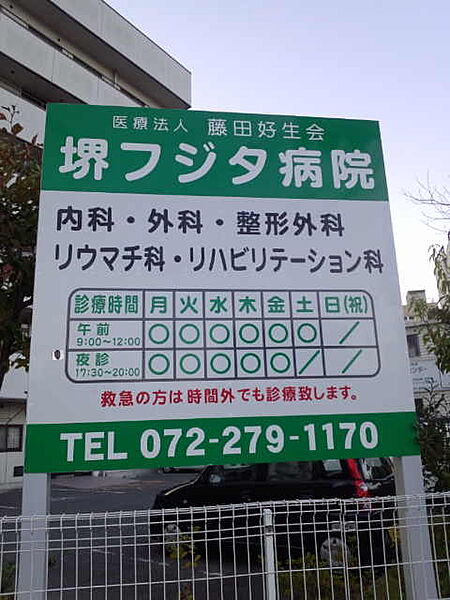 医療法人 藤田好生会
堺フジタ病院
内科・外科・整形外科
リウマチ科・リハビリテーション科
診療時間 月 火 水 木 金 土 日(祝)
午前 9:00~12:00 ○ ○ ○ ○ ○ ○ /
夜診 17:30~20:00 ○ ○ ○ ○ ○ / /
救急の方は時間外でも診療致します。
TEL 072-279-1170